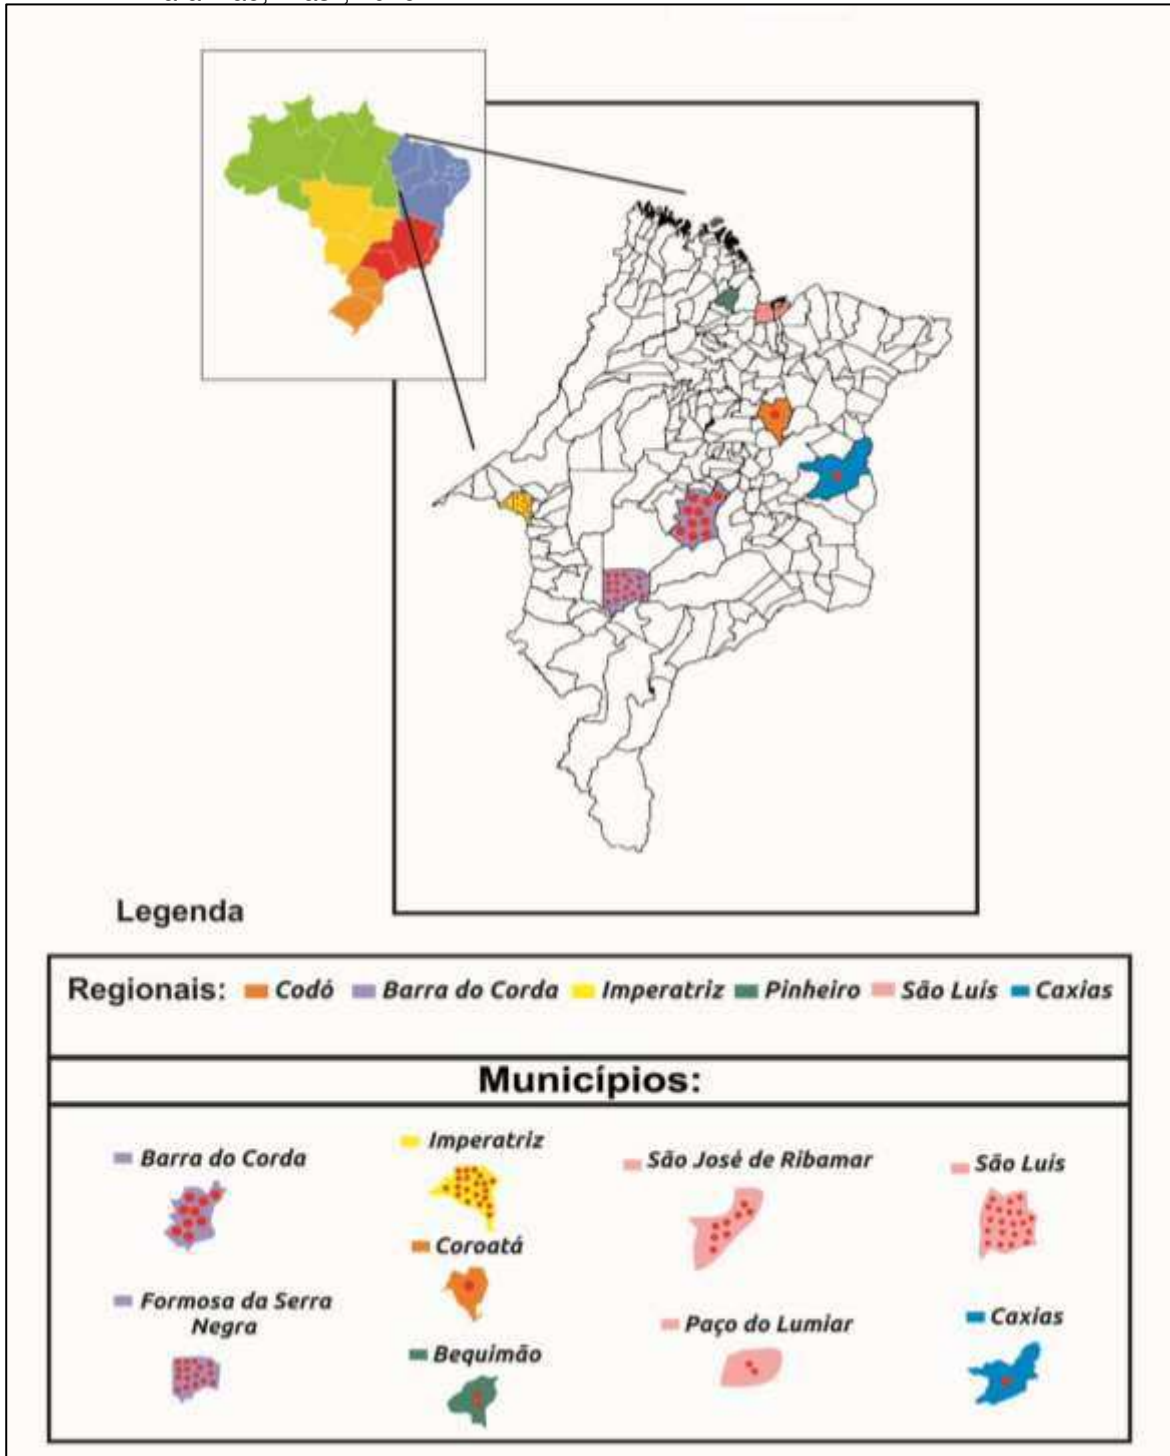 Legenda
Regionais: Codó Barra do Corda Imperatriz Pinheiro São Luís Caxias
Municípios:
Barra do Corda
Imperatriz
São José de Ribamar
São Luis
Coroatá
Formosa da Serra
Negra
Paço do Lumiar
Caxias
Bequimão